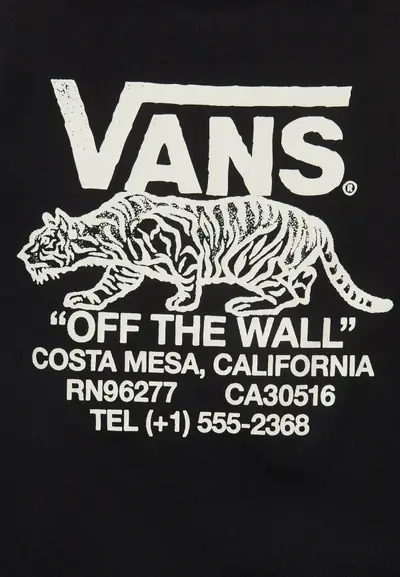 VANS®
"OFF THE WALL"
COSTA MESA, CALIFORNIA
RN96277 CA30516
TEL (+1) 555-2368